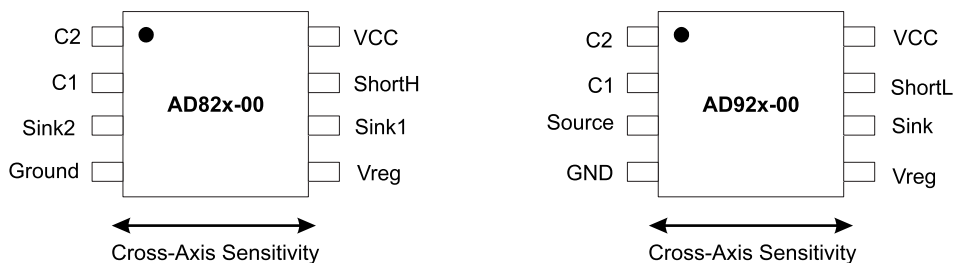 C2
VCC
C1
ShortH
AD82x-00
Sink2
Sink1
Ground
Vreg
Cross-Axis Sensitivity
C2
VCC
C1
ShortL
AD92x-00
Source
Sink
GND
Vreg
Cross-Axis Sensitivity